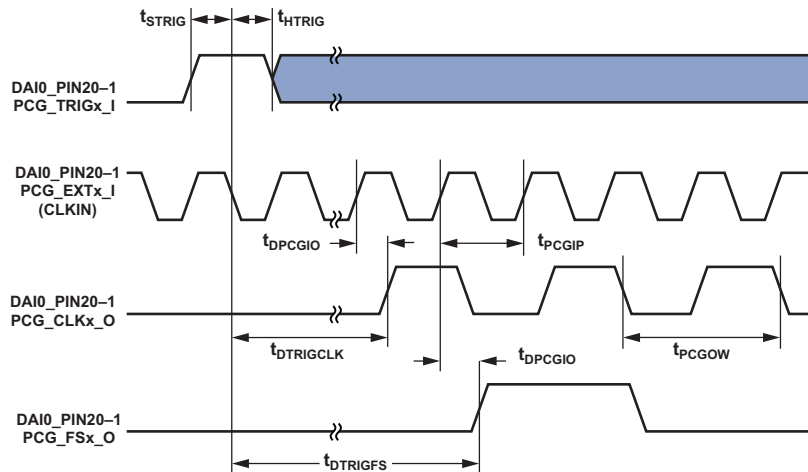 tSTRIG
tHTRIG
DAI0_PIN20–1
PCG_TRIGx_I
DAI0_PIN20–1
PCG_EXTx_I
(CLKIN)
tDPCGIO
tPCGIP
DAI0_PIN20–1
PCG_CLKx_O
tDTRIGCLK
tDPCGIO
tPCGOW
DAI0_PIN20–1
PCG_FSx_O
tDTRIGFS